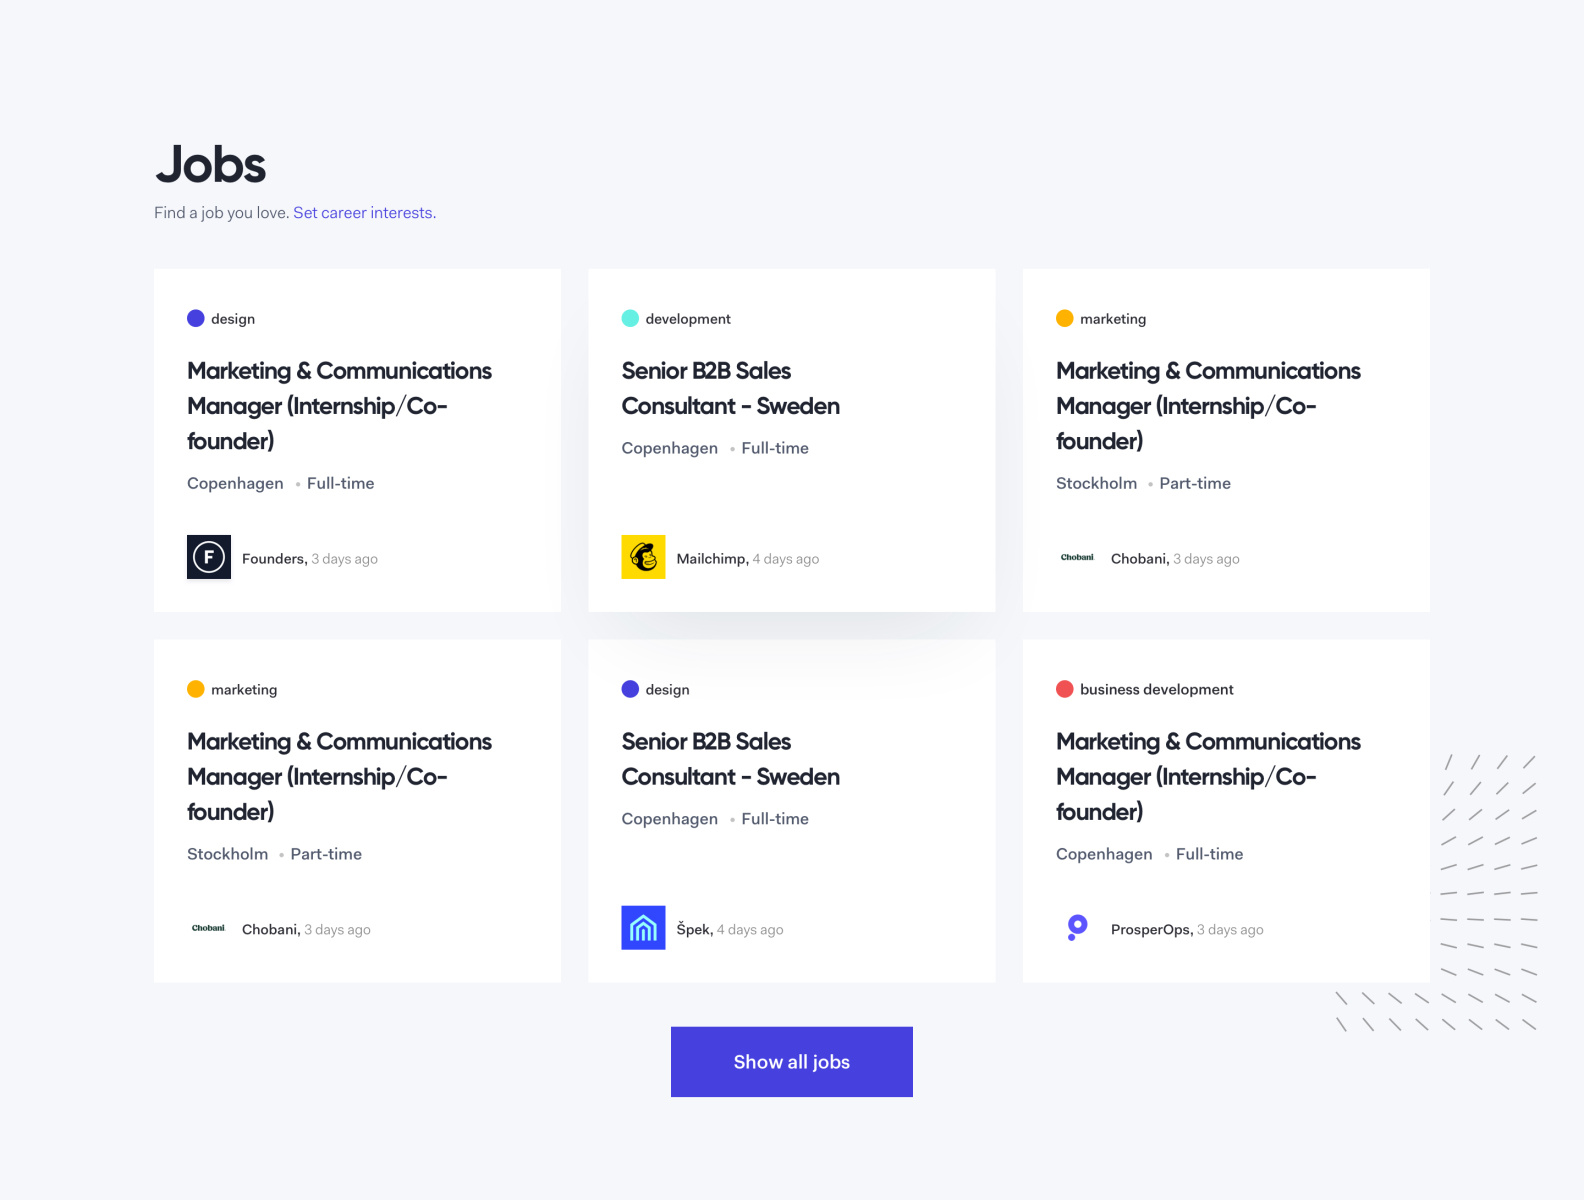 Jobs
Find a job you love. Set career interests.
design
Marketing & Communications
Manager (Internship/Co-
founder)
Copenhagen • Full-time
F
Founders, 3 days ago
development
Senior B2B Sales
Consultant - Sweden
Copenhagen • Full-time
Mailchimp, 4 days ago
marketing
Marketing & Communications
Manager (Internship/Co-
founder)
Stockholm • Part-time
Chobani
Chobani, 3 days ago
marketing
Marketing & Communications
Manager (Internship/Co-
founder)
Stockholm • Part-time
Chobani
Chobani, 3 days ago
design
Senior B2B Sales
Consultant - Sweden
Copenhagen • Full-time
Špek, 4 days ago
business development
Marketing & Communications
Manager (Internship/Co-
founder)
Copenhagen • Full-time
ProsperOps, 3 days ago
Show all jobs